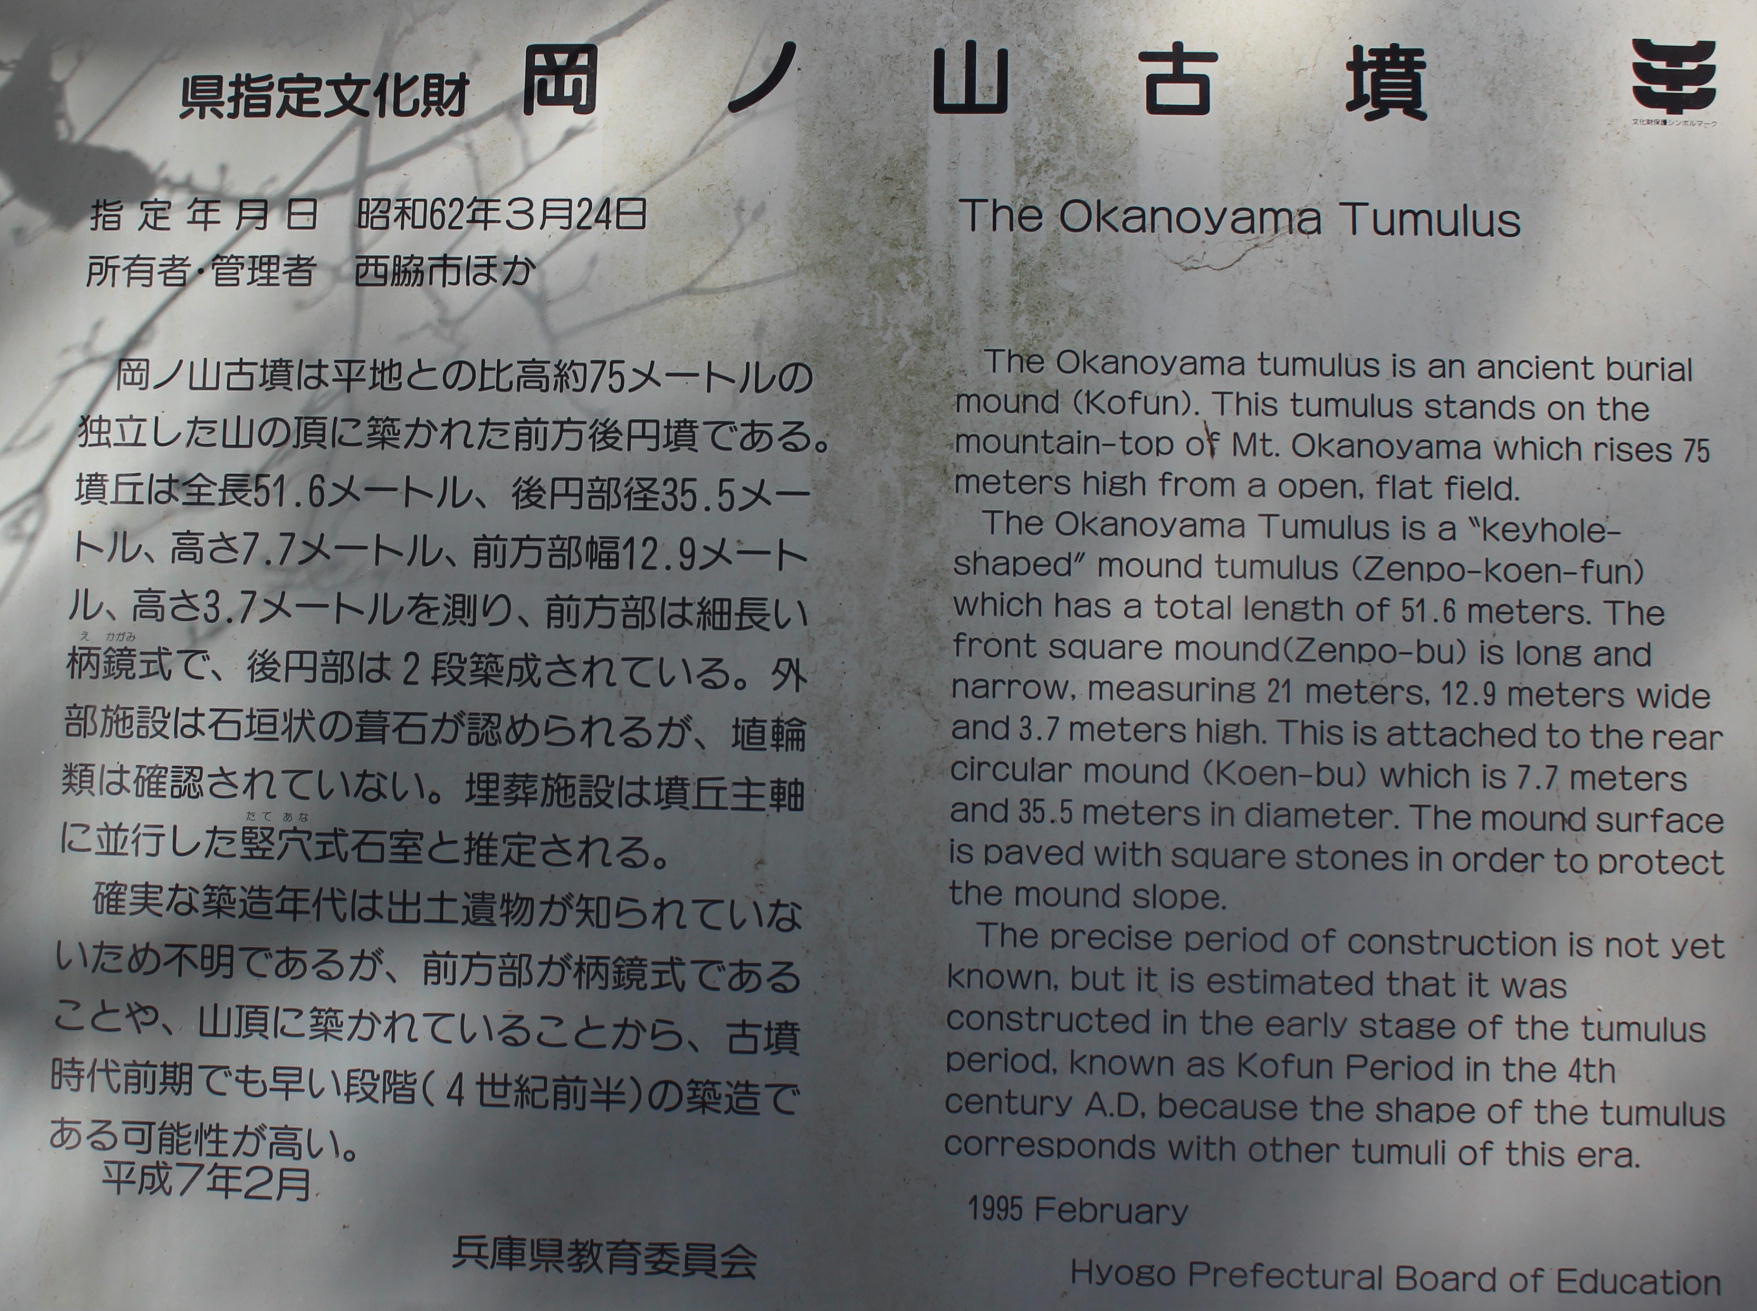 県指定文化財 岡ノ山古墳
文化財保護シンボルマーク
指定年月日 昭和62年3月24日
所有者・管理者 西脇市ほか
岡ノ山古墳は平地との比高約75メートルの
独立した山の頂に築かれた前方後円墳である。
墳丘は全長51.6メートル、後円部径35.5メー
トル、高さ7.7メートル、前方部幅12.9メート
ル、高さ3.7メートルを測り、前方部は細長い
え かがみ
柄鏡式で、後円部は2段築成されている。外
部施設は石垣状の葺石が認められるが、埴輪
類は確認されていない。埋葬施設は墳丘主軸
たて あな
に並行した竪穴式石室と推定される。
確実な築造年代は出土遺物が知られていな
いため不明であるが、前方部が柄鏡式である
ことや、山頂に築かれていることから、古墳
時代前期でも早い段階(4世紀前半)の築造で
ある可能性が高い。
平成7年2月
兵庫県教育委員会
The Okanoyama Tumulus
The Okanoyama tumulus is an ancient burial
mound (Kofun). This tumulus stands on the
mountain-top of Mt. Okanoyama which rises 75
meters high from a open, flat field.
The Okanoyama Tumulus is a "keyhole-
shaped" mound tumulus (Zenpo-koen-fun)
which has a total length of 51.6 meters. The
front square mound(Zenpo-bu) is long and
narrow, measuring 21 meters, 12.9 meters wide
and 3.7 meters high. This is attached to the rear
circular mound (Koen-bu) which is 7.7 meters
and 35.5 meters in diameter. The mound surface
is paved with square stones in order to protect
the mound slope.
The precise period of construction is not yet
known, but it is estimated that it was
constructed in the early stage of the tumulus
period, known as Kofun Period in the 4th
century A.D, because the shape of the tumulus
corresponds with other tumuli of this era.
1995 February
Hyogo Prefectural Board of Education